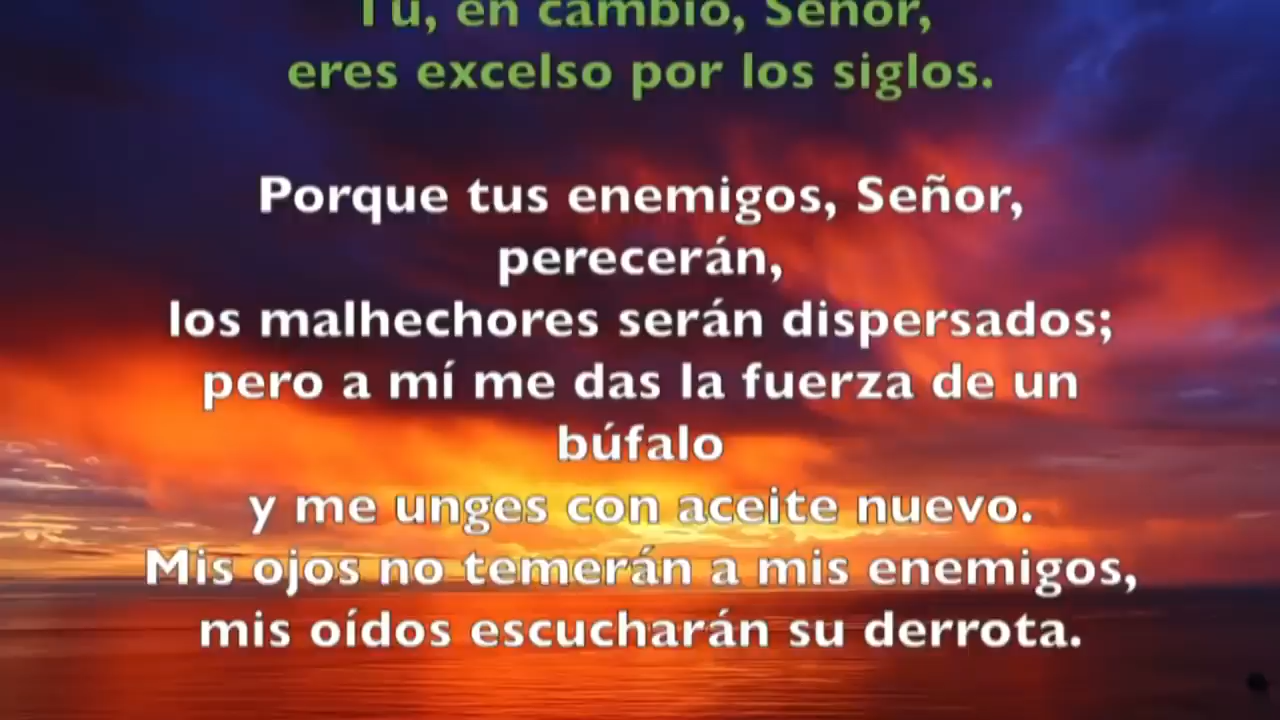 Tú, en cambio, Señor,
eres excelso por los siglos.
Porque tus enemigos, Señor,
perecerán,
los malhechores serán dispersados;
pero a mí me das la fuerza de un
búfalo
y me unges con aceite nuevo.
Mis ojos no temerán a mis enemigos,
mis oídos escucharán su derrota.